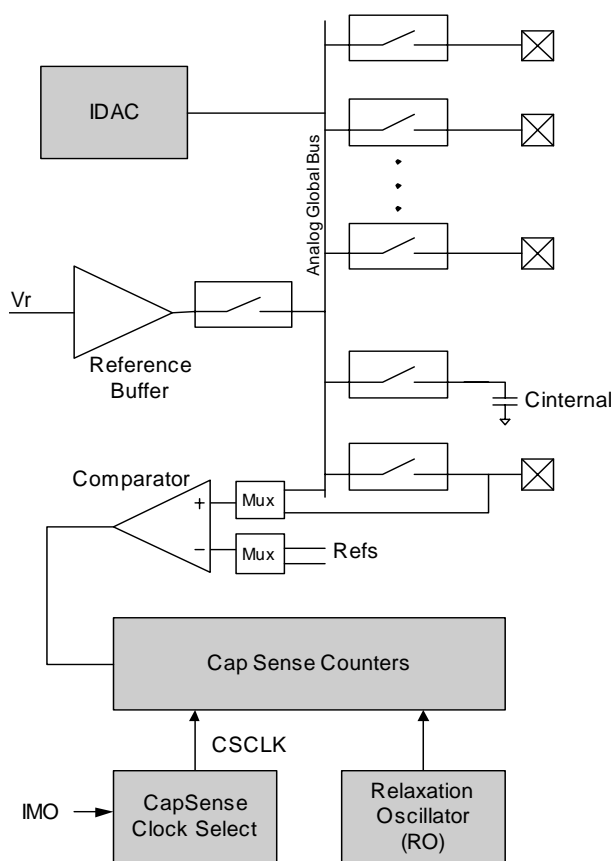 IDAC
Analog Global Bus
Vr
Reference
Buffer
Cinternal
Comparator
+
Mux
−
Mux
Refs
Cap Sense Counters
CSCLK
IMO
CapSense
Clock Select
Relaxation
Oscillator
(RO)